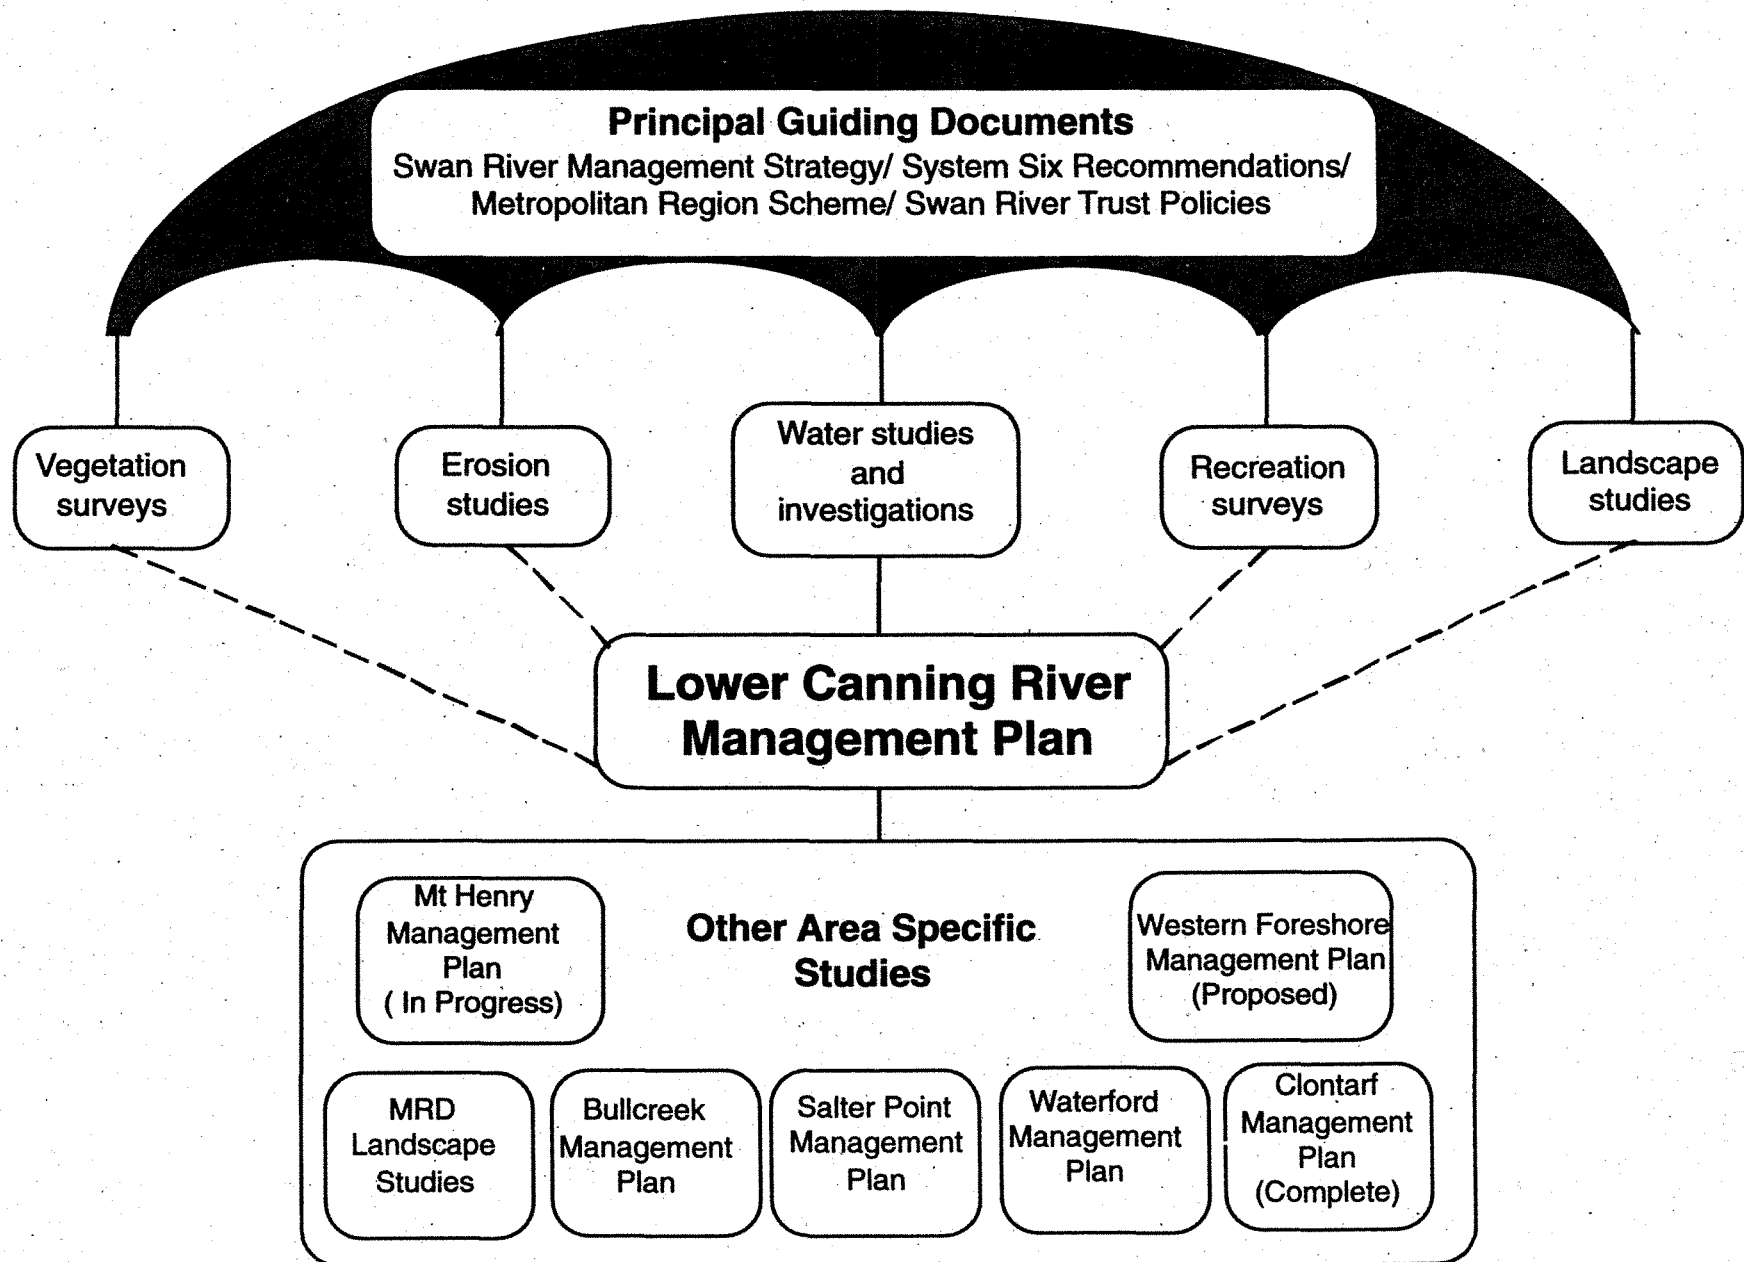 Principal Guiding Documents
Swan River Management Strategy/ System Six Recommendations/
Metropolitan Region Scheme/ Swan River Trust Policies
Vegetation
surveys
Erosion
studies
Water studies
and
investigations
Recreation
surveys
Landscape
studies
Lower Canning River
Management Plan
Mt Henry
Management
Plan
( In Progress)
Other Area Specific
Studies
Western Foreshore
Management Plan
(Proposed)
MRD
Landscape
Studies
Bullcreek
Management
Plan
Salter Point
Management
Plan
Waterford
Management
Plan
Clontarf
Management
Plan
(Complete)